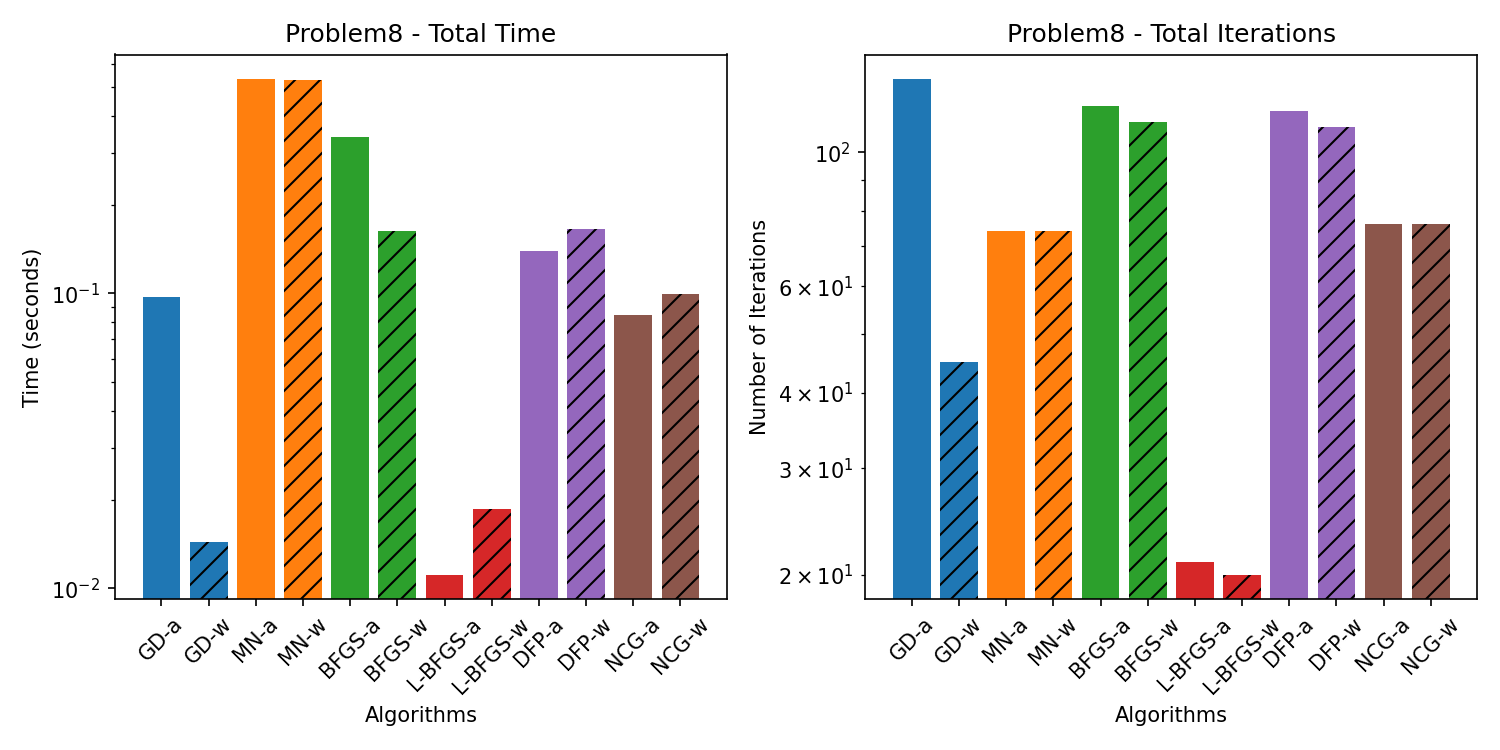 Problem8 - Total Time
Time (seconds)
10⁻¹
10⁻²
GD-a
GD-w
MN-a
MN-w
BFGS-a
BFGS-w
L-BFGS-a
L-BFGS-w
DFP-a
DFP-w
NCG-a
NCG-w
Algorithms
Problem8 - Total Iterations
Number of Iterations
10²
6 × 10¹
4 × 10¹
3 × 10¹
2 × 10¹
GD-a
GD-w
MN-a
MN-w
BFGS-a
BFGS-w
L-BFGS-a
L-BFGS-w
DFP-a
DFP-w
NCG-a
NCG-w
Algorithms